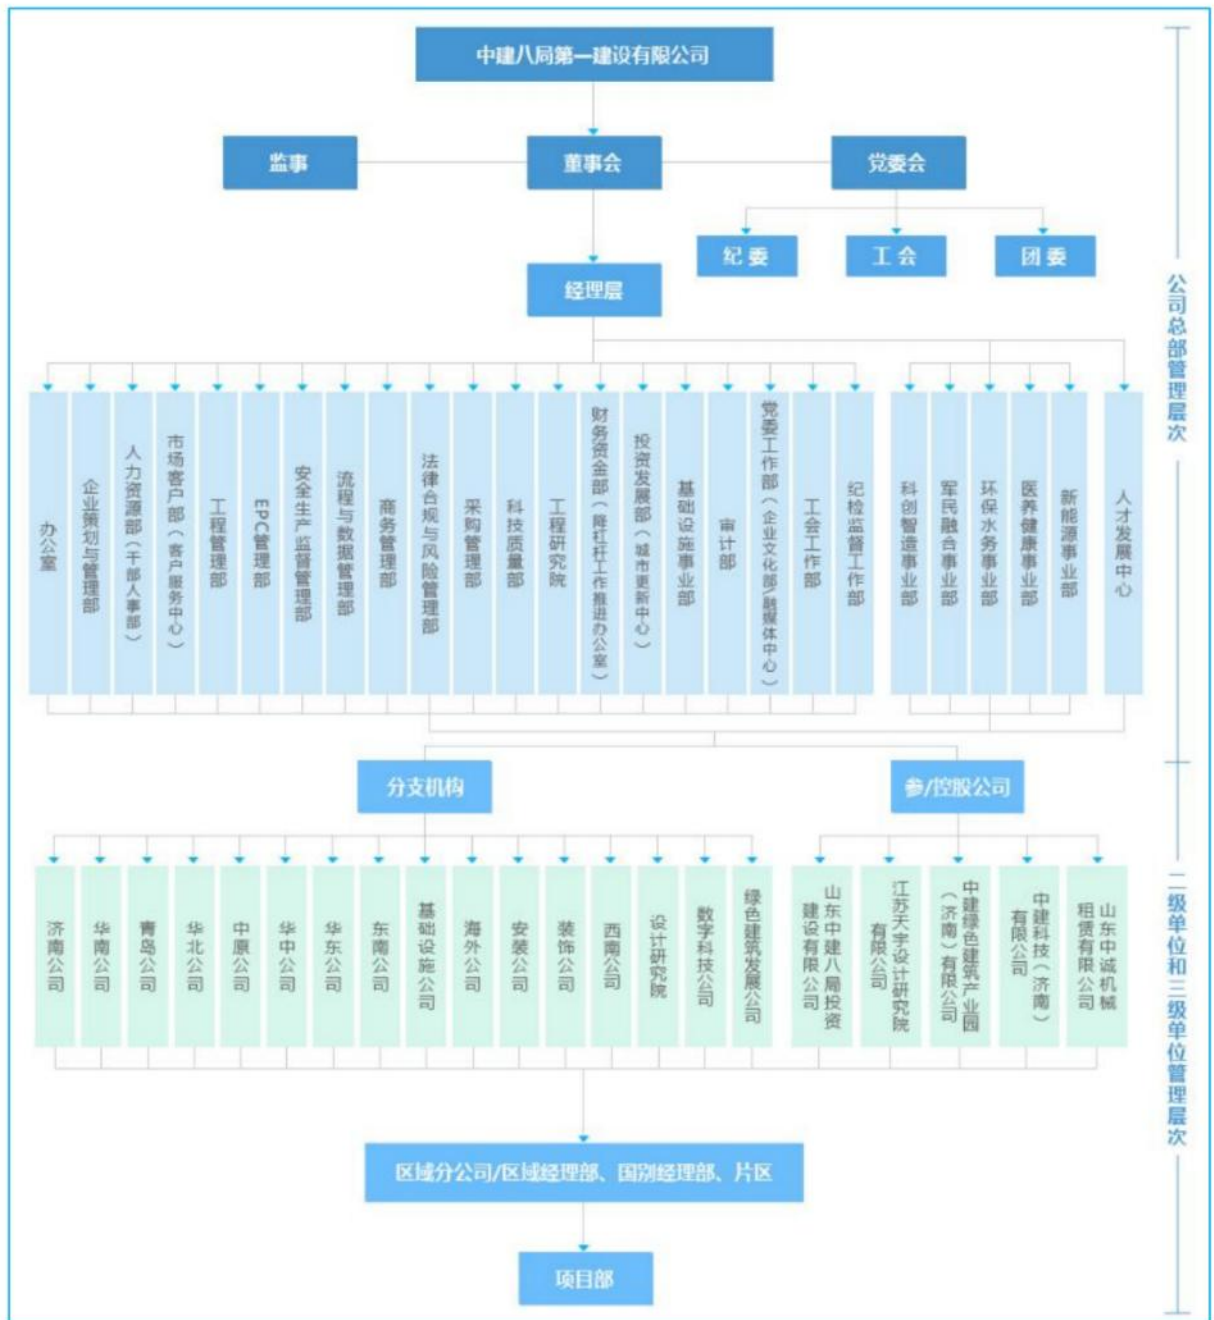 中建八局第一建设有限公司
监事
董事会
党委会
纪委
工会
团委
经理层
公司总部管理层次
办公室
企业策划与管理部
人力资源部（干部人事部）
市场客户部（客户服务中心）
工程管理部
EPC管理部
安全生产监督管理部
流程与数据管理部
商务管理部
法律合规与风险管理部
采购管理部
科技质量部
工程研究院
财务资金部（降杠杆工作推进办公室）
投资发展部（城市更新中心）
基础设施事业部
审计部
党委工作部（企业文化部/融媒体中心）
工会工作部
纪检监督工作部
科创智造事业部
军民融合事业部
环保水务事业部
医养健康事业部
新能源事业部
人才发展中心
分支机构
参/控股公司
济南公司
华南公司
青岛公司
华北公司
中原公司
华中公司
华东公司
东南公司
基础设施公司
海外公司
安装公司
装饰公司
西南公司
设计研究院
数字科技公司
绿色建筑发展公司
山东中建八局投资
建设有限公司
江苏天宇设计研究院
有限公司
中建绿色建筑产业园
（济南）有限公司
中建科技（济南）
有限公司
山东中诚机械
租赁有限公司
二级单位和三级单位管理层次
区域分公司/区域经理部、国别经理部、片区
项目部